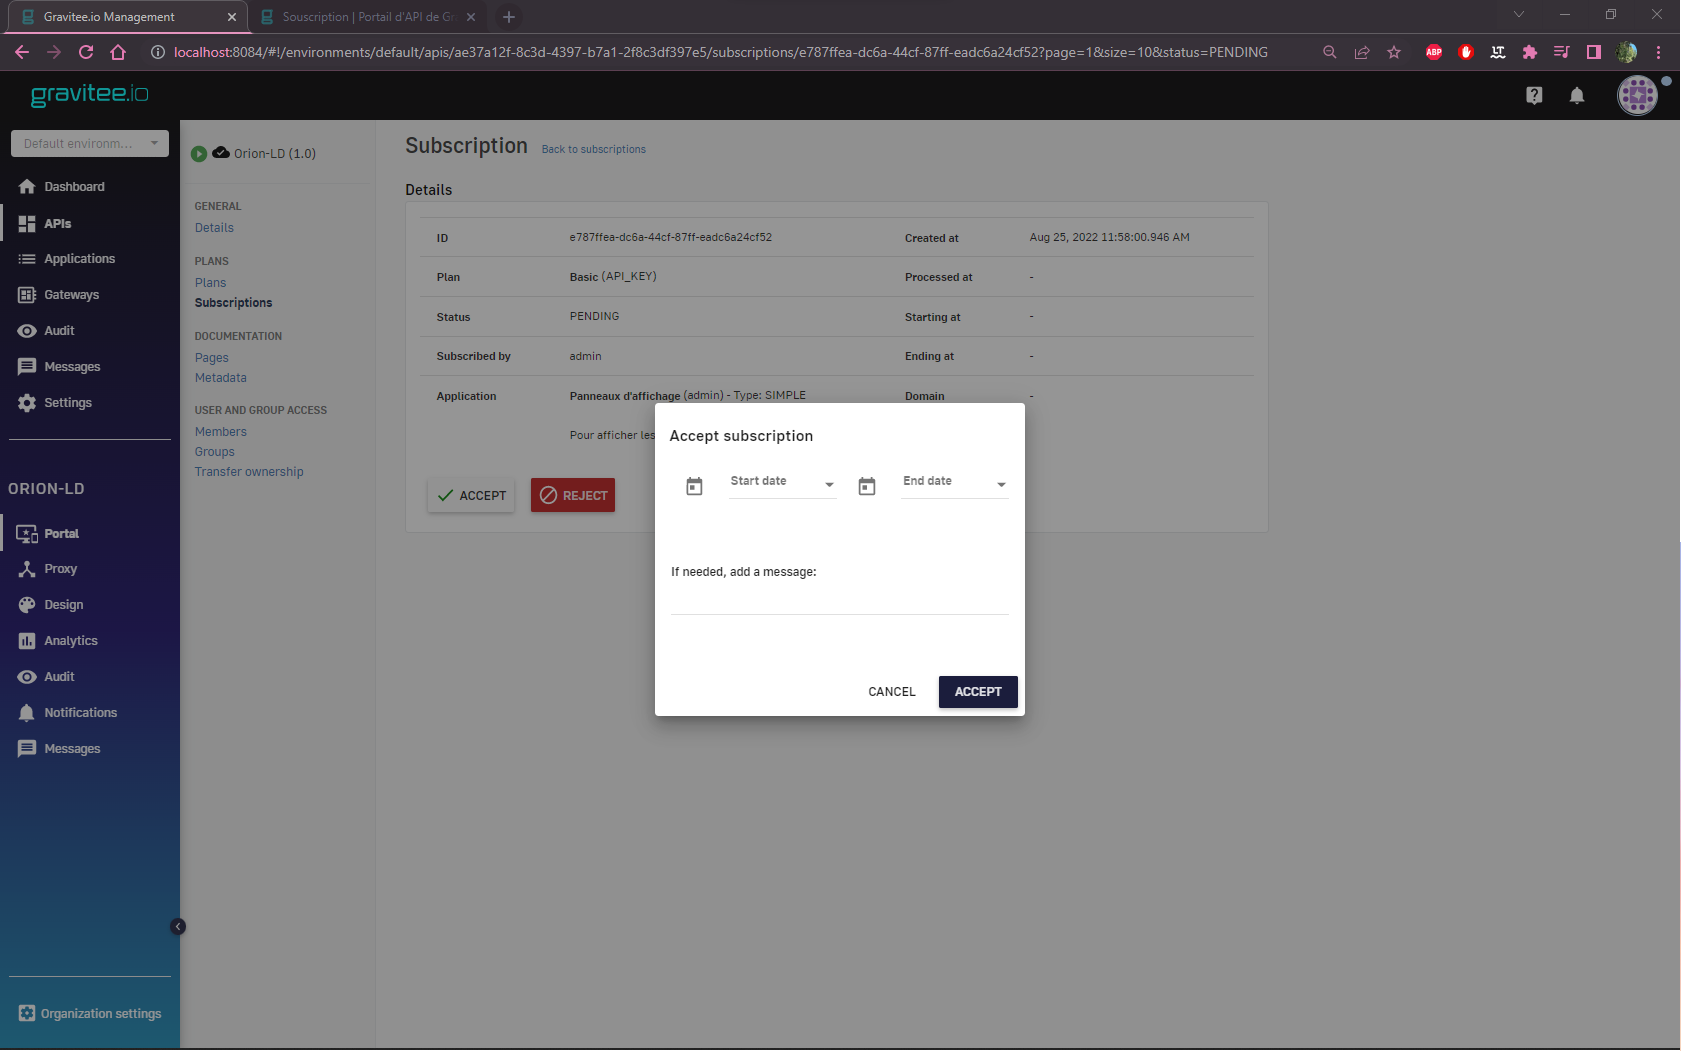 Gravitee.io Management
Souscription | Portail d'API de Gr
localhost:8084/#!/environments/default/apis/ae37a12f-8c3d-4397-b7a1-2f8c3df397e5/subscriptions/e787ffea-dc6a-44cf-87ff-eadc6a24cf52?page=1&size=10&status=PENDING
ABP
LT
gravitee.io
Default environm...
Dashboard
APIs
Applications
Gateways
Audit
Messages
Settings
ORION-LD
Portal
Proxy
Design
Analytics
Audit
Notifications
Messages
Organization settings
Orion-LD (1.0)
GENERAL
Details
PLANS
Plans
Subscriptions
DOCUMENTATION
Pages
Metadata
USER AND GROUP ACCESS
Members
Groups
Transfer ownership
Subscription Back to subscriptions
Details
ID e787ffea-dc6a-44cf-87ff-eadc6a24cf52 Created at Aug 25, 2022 11:58:00.946 AM
Plan Basic (API_KEY) Processed at -
Status PENDING Starting at -
Subscribed by admin Ending at -
Application Panneaux d'affichage (admin) - Type: SIMPLE Domain -
Pour afficher les
ACCEPT REJECT
Accept subscription
Start date End date
If needed, add a message:
CANCEL ACCEPT